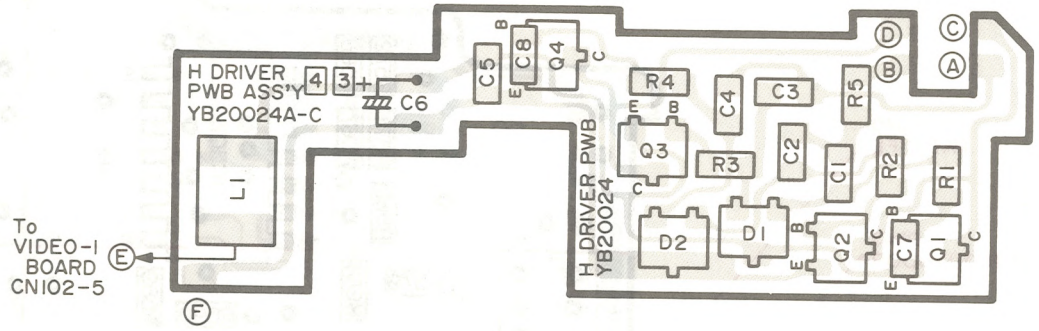 H DRIVER
PWB ASS'Y
YB20024A-C
4 3 +
C6
L1
To
VIDEO-1
BOARD
CN102-5
E
F
C5
B
C8
E
Q4
C
D
C
B
A
R4
C4
C3
R5
E B
Q3
C
R3
C2
C1
R2
R1
H DRIVER PWB
YB20024
D2
D1
B
E
Q2
C
B
C7
E
Q1
C